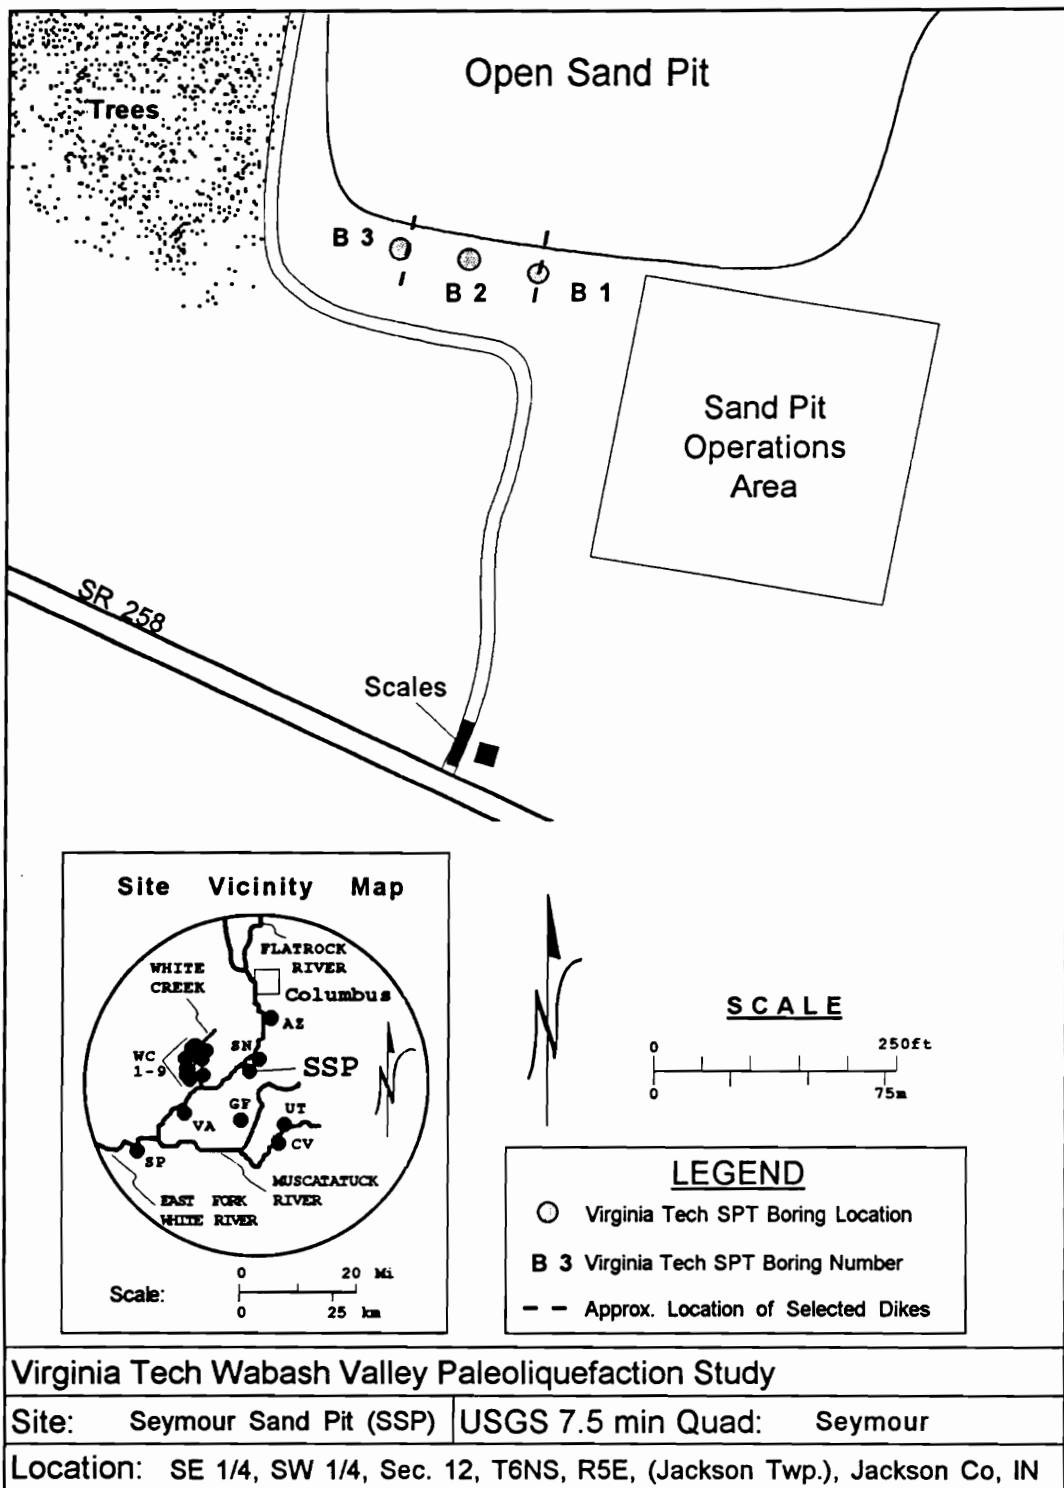 Open Sand Pit
Trees
B 3
B 2
B 1
Sand Pit
Operations
Area
SR 258
Scales
Site Vicinity Map
FLATROCK
RIVER
WHITE
CREEK
Columbus
AZ
WC
1-9
SN
SSP
GF
UT
VA
CV
SP
MUSCATATUCK
RIVER
EAST FORK
WHITE RIVER
N
Scale:
0 20 Mi
0 25 km
N
SCALE
0 250ft
0 75m
LEGEND
Virginia Tech SPT Boring Location
B 3 Virginia Tech SPT Boring Number
Approx. Location of Selected Dikes
Virginia Tech Wabash Valley Paleoliquefaction Study
Site: Seymour Sand Pit (SSP) USGS 7.5 min Quad: Seymour
Location: SE 1/4, SW 1/4, Sec. 12, T6NS, R5E, (Jackson Twp.), Jackson Co, IN